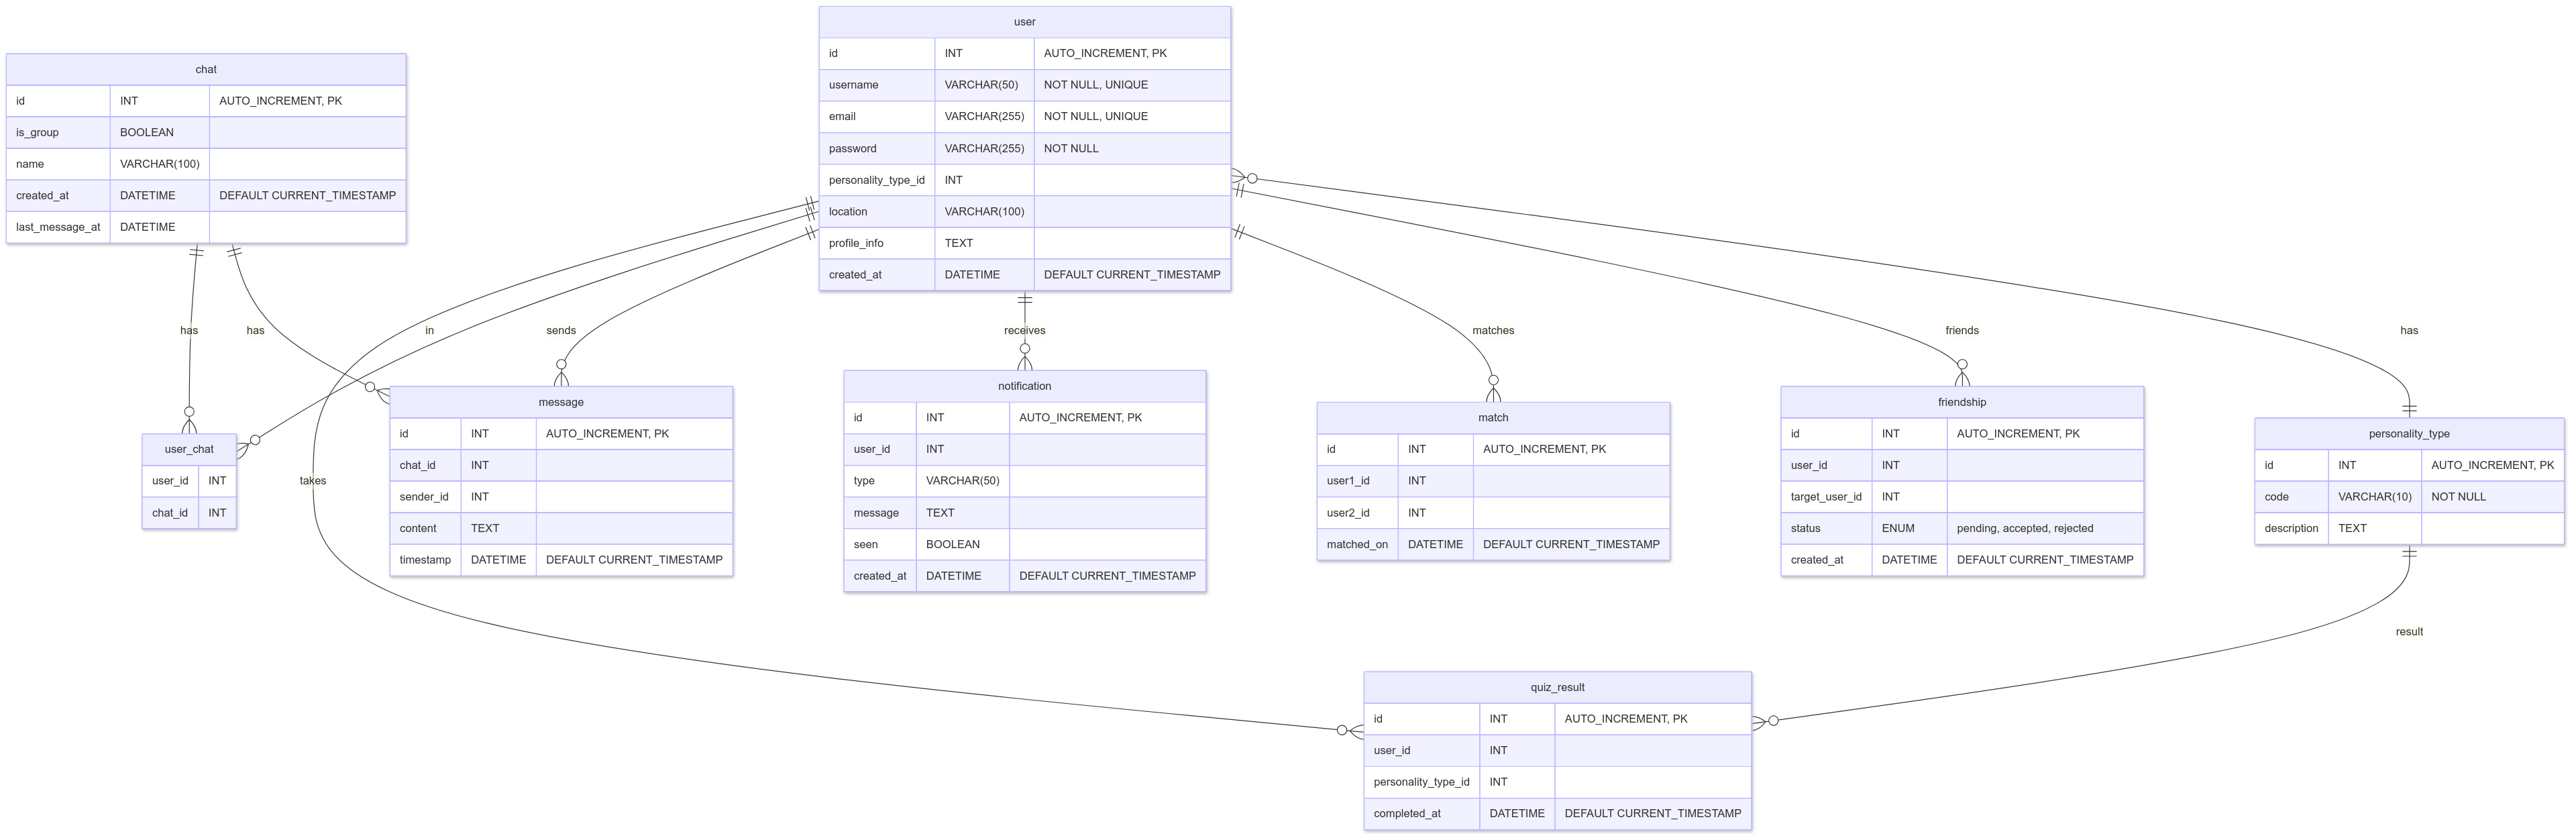 user
id INT AUTO_INCREMENT, PK
username VARCHAR(50) NOT NULL, UNIQUE
email VARCHAR(255) NOT NULL, UNIQUE
password VARCHAR(255) NOT NULL
personality_type_id INT
location VARCHAR(100)
profile_info TEXT
created_at DATETIME DEFAULT CURRENT_TIMESTAMP
chat
id INT AUTO_INCREMENT, PK
is_group BOOLEAN
name VARCHAR(100)
created_at DATETIME DEFAULT CURRENT_TIMESTAMP
last_message_at DATETIME
has
has
in
sends
receives
matches
friends
has
user_chat
user_id INT
chat_id INT
takes
message
id INT AUTO_INCREMENT, PK
chat_id INT
sender_id INT
content TEXT
timestamp DATETIME DEFAULT CURRENT_TIMESTAMP
notification
id INT AUTO_INCREMENT, PK
user_id INT
type VARCHAR(50)
message TEXT
seen BOOLEAN
created_at DATETIME DEFAULT CURRENT_TIMESTAMP
match
id INT AUTO_INCREMENT, PK
user1_id INT
user2_id INT
matched_on DATETIME DEFAULT CURRENT_TIMESTAMP
friendship
id INT AUTO_INCREMENT, PK
user_id INT
target_user_id INT
status ENUM pending, accepted, rejected
created_at DATETIME DEFAULT CURRENT_TIMESTAMP
personality_type
id INT AUTO_INCREMENT, PK
code VARCHAR(10) NOT NULL
description TEXT
result
quiz_result
id INT AUTO_INCREMENT, PK
user_id INT
personality_type_id INT
completed_at DATETIME DEFAULT CURRENT_TIMESTAMP